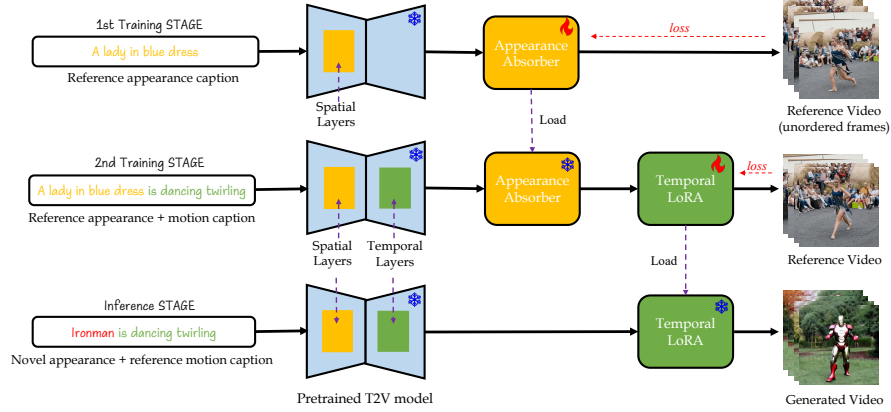 1st Training STAGE
A lady in blue dress
Reference appearance caption
Spatial
Layers
Appearance
Absorber
loss
Reference Video
(unordered frames)
Load
2nd Training STAGE
A lady in blue dress is dancing twirling
Reference appearance + motion caption
Spatial
Layers
Temporal
Layers
Appearance
Absorber
Temporal
LoRA
loss
Reference Video
Load
Inference STAGE
Ironman is dancing twirling
Novel appearance + reference motion caption
Pretrained T2V model
Temporal
LoRA
Generated Video